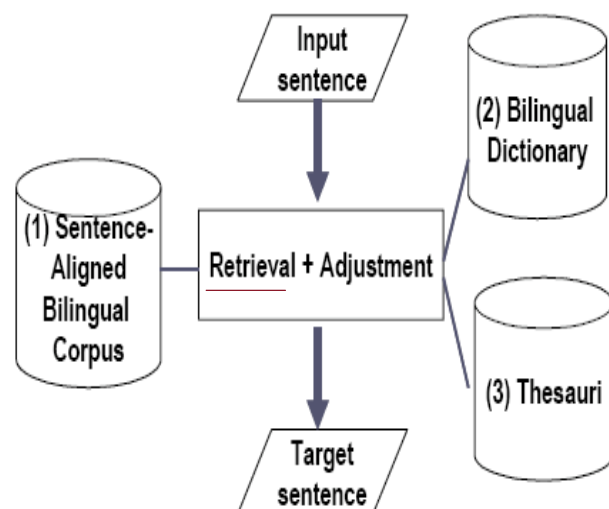 Input
sentence
(2) Bilingual
Dictionary
(1) Sentence-
Aligned
Bilingual
Corpus
Retrieval + Adjustment
(3) Thesauri
Target
sentence